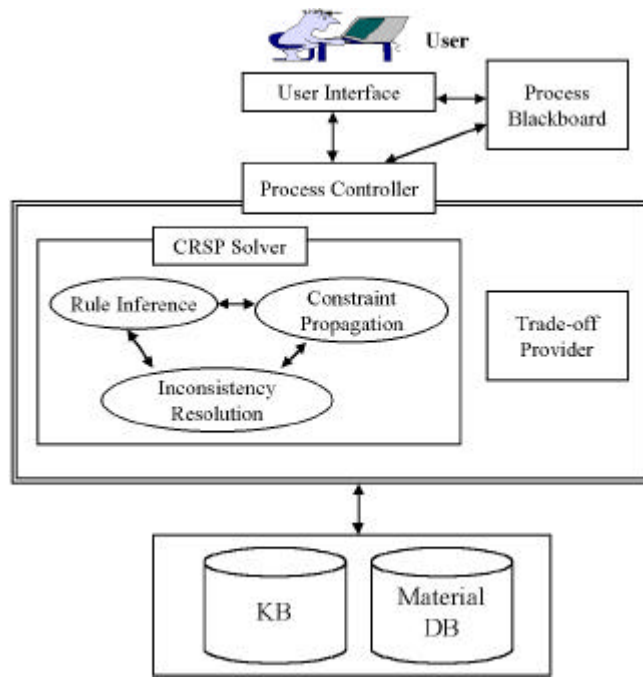 User
User Interface
Process
Blackboard
Process Controller
CRSP Solver
Rule Inference
Constraint
Propagation
Inconsistency
Resolution
Trade-off
Provider
KB
Material
DB